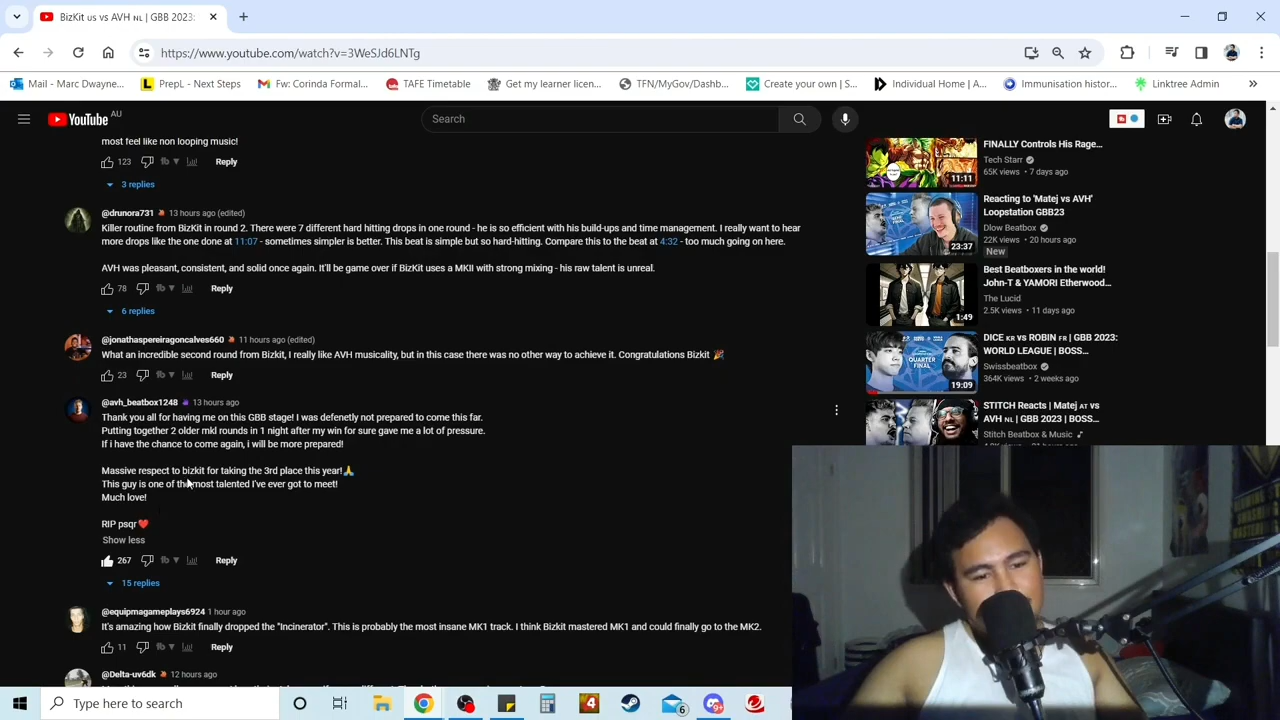 BizKit US vs AVH NL | GBB 2023:
https://www.youtube.com/watch?v=3WeSJd6LNTg
Mail - Marc Dwayne...
PrepL - Next Steps
Fw: Corinda Formal...
TAFE Timetable
Get my learner licen...
TFN/MyGov/Dashb...
Create your own | S...
Individual Home | A...
Immunisation histor...
Linktree Admin
YouTube AU
Search
most feel like non looping music!
123
Reply
3 replies
@drunora731 13 hours ago (edited)
Killer routine from BizKit in round 2. There were 7 different hard hitting drops in one round - he is so efficient with his build-ups and time management. I really want to hear
more drops like the one done at 11:07 - sometimes simpler is better. This beat is simple but so hard-hitting. Compare this to the beat at 4:32 - too much going on here.
AVH was pleasant, consistent, and solid once again. It'll be game over if BizKit uses a MKII with strong mixing - his raw talent is unreal.
78
Reply
6 replies
@jonathaspereiragoncalves660 11 hours ago (edited)
What an incredible second round from Bizkit, I really like AVH musicality, but in this case there was no other way to achieve it. Congratulations Bizkit 🎉
23
Reply
@avh_beatbox1248 13 hours ago
Thank you all for having me on this GBB stage! I was defenetly not prepared to come this far.
Putting together 2 older mkI rounds in 1 night after my win for sure gave me a lot of pressure.
If i have the chance to come again, i will be more prepared!
Massive respect to bizkit for taking the 3rd place this year!🙏
This guy is one of the most talented I've ever got to meet!
Much love!
RIP psqr❤️
Show less
267
Reply
15 replies
@equipmagameplays6924 1 hour ago
It's amazing how Bizkit finally dropped the "Incinerator". This is probably the most insane MK1 track. I think Bizkit mastered MK1 and could finally go to the MK2.
11
Reply
@Delta-uv6dk 12 hours ago
FINALLY Controls His Rage...
Tech Starr
65K views • 7 days ago
11:11
Reacting to 'Matej vs AVH'
Loopstation GBB23
Dlow Beatbox
22K views • 20 hours ago
New
23:37
Best Beatboxers in the world!
John-T & YAMORI Etherwood...
The Lucid
2.5K views • 11 days ago
1:49
DICE KR vs ROBIN FR | GBB 2023:
WORLD LEAGUE | BOSS...
Swissbeatbox
364K views • 2 weeks ago
QUARTER
FINAL
19:09
STITCH Reacts | Matej AT vs
AVH NL | GBB 2023 | BOSS...
Stitch Beatbox & Music
Type here to search
4
6
9+